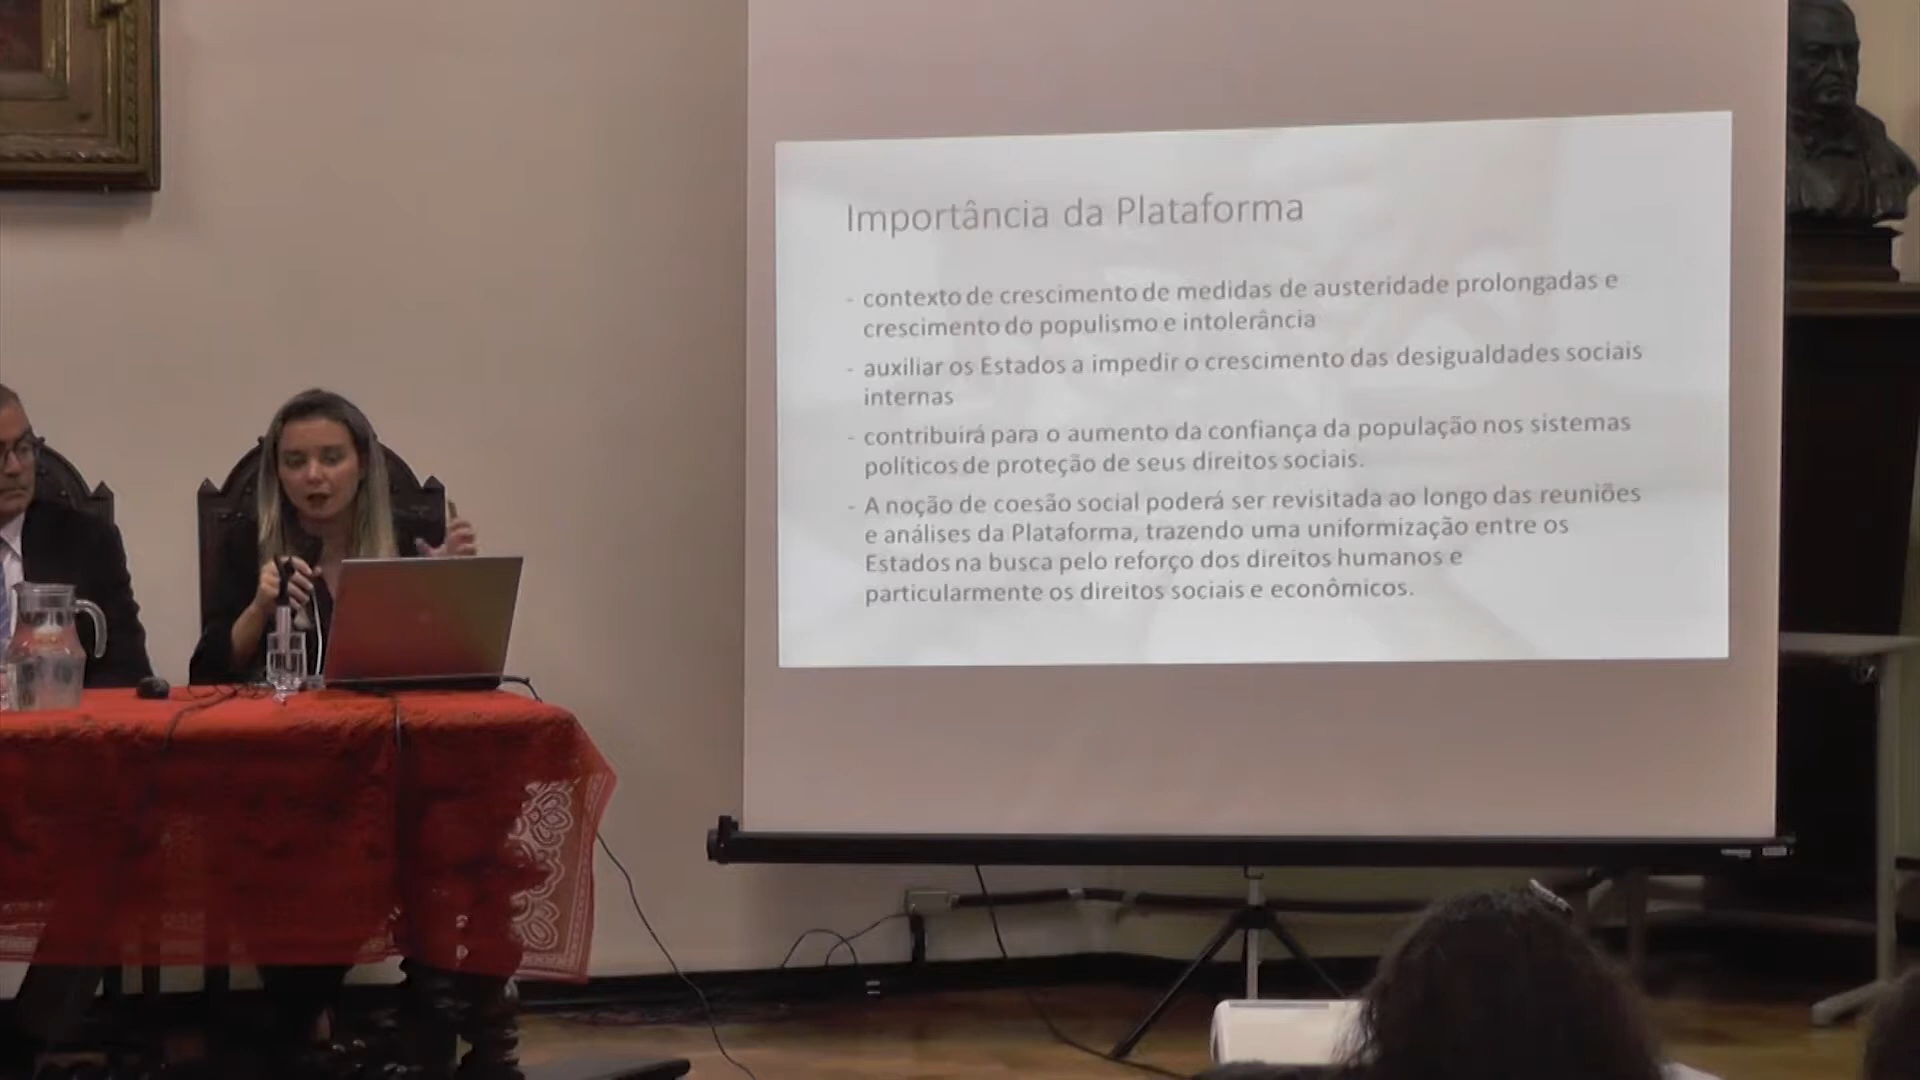 Importância da Plataforma
- contexto de crescimento de medidas de austeridade prolongadas e
crescimento do populismo e intolerância
- auxiliar os Estados a impedir o crescimento das desigualdades sociais
internas
- contribuirá para o aumento da confiança da população nos sistemas
políticos de proteção de seus direitos sociais.
- A noção de coesão social poderá ser revisitada ao longo das reuniões
e análises da Plataforma, trazendo uma uniformização entre os
Estados na busca pelo reforço dos direitos humanos e
particularmente os direitos sociais e econômicos.